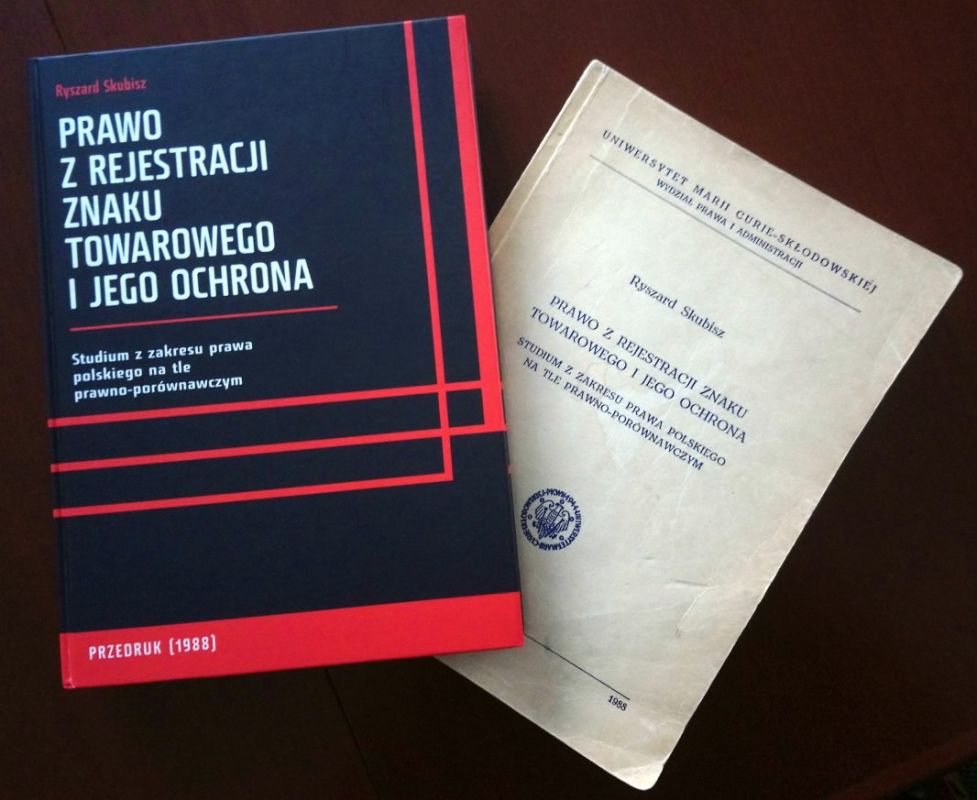 Ryszard Skubisz
PRAWO
Z REJESTRACJI
ZNAKU
TOWAROWEGO
I JEGO OCHRONA
Studium z zakresu prawa
polskiego na tle
prawno-porównawczym
PRZEDRUK (1988)
UNIWERSYTET MARII CURIE-SKŁODOWSKIEJ
WYDZIAŁ PRAWA I ADMINISTRACJI
Ryszard Skubisz
PRAWO Z REJESTRACJI ZNAKU
TOWAROWEGO I JEGO OCHRONA
STUDIUM Z ZAKRESU PRAWA POLSKIEGO
NA TLE PRAWNO-PORÓWNAWCZYM
1988